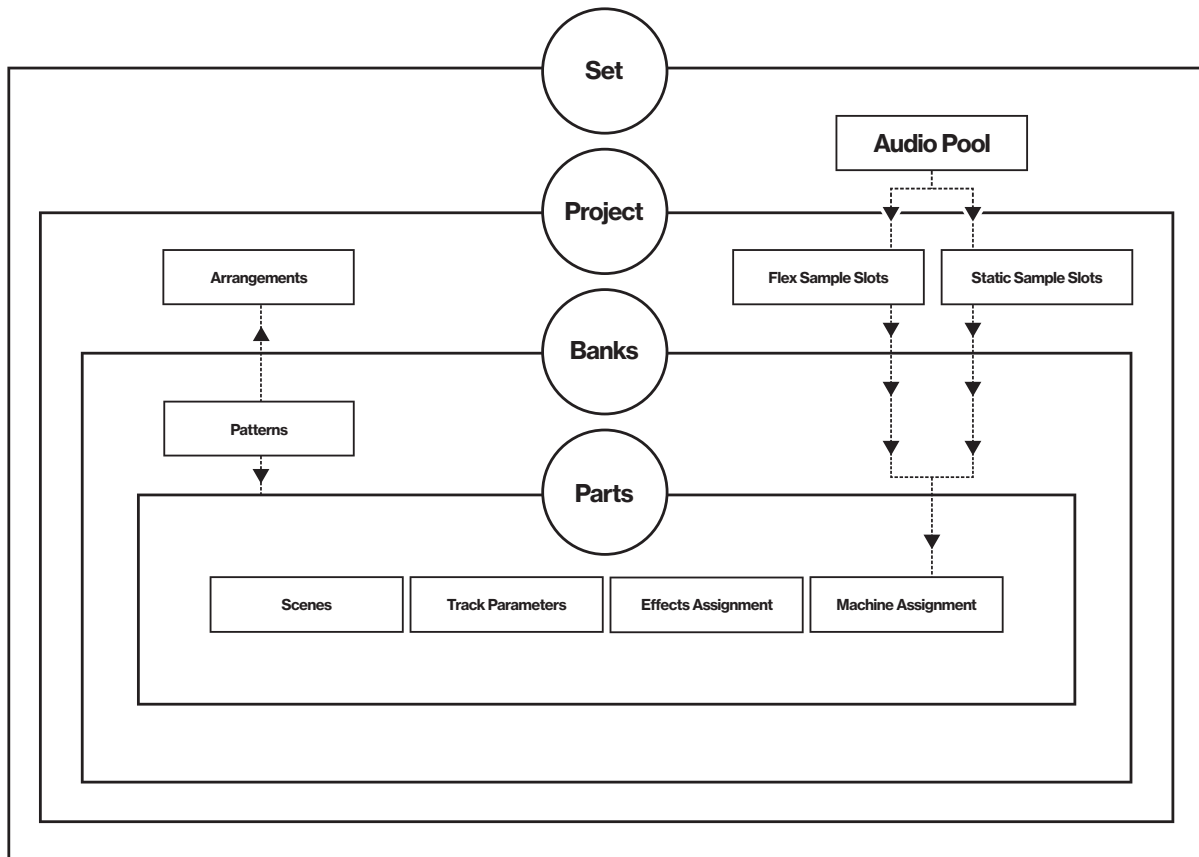 Set
Audio Pool
Project
Arrangements
Flex Sample Slots
Static Sample Slots
Banks
Patterns
Parts
Scenes
Track Parameters
Effects Assignment
Machine Assignment